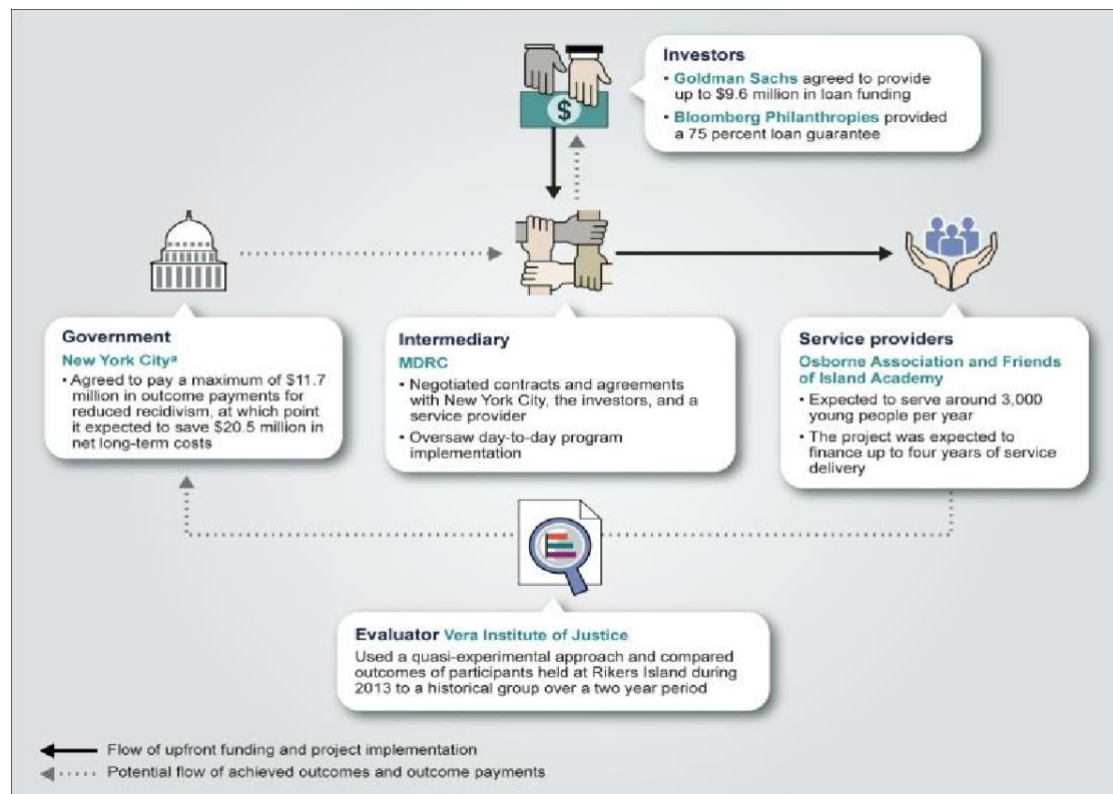 Investors
• Goldman Sachs agreed to provide
up to $9.6 million in loan funding
• Bloomberg Philanthropies provided
a 75 percent loan guarantee
$
Government
New York Cityᵃ
• Agreed to pay a maximum of $11.7
million in outcome payments for
reduced recidivism, at which point
it expected to save $20.5 million in
net long-term costs
Intermediary
MDRC
• Negotiated contracts and agreements
with New York City, the investors, and a
service provider
• Oversaw day-to-day program
implementation
Service providers
Osborne Association and Friends
of Island Academy
• Expected to serve around 3,000
young people per year
• The project was expected to
finance up to four years of service
delivery
Evaluator Vera Institute of Justice
Used a quasi-experimental approach and compared
outcomes of participants held at Rikers Island during
2013 to a historical group over a two year period
Flow of upfront funding and project implementation
Potential flow of achieved outcomes and outcome payments